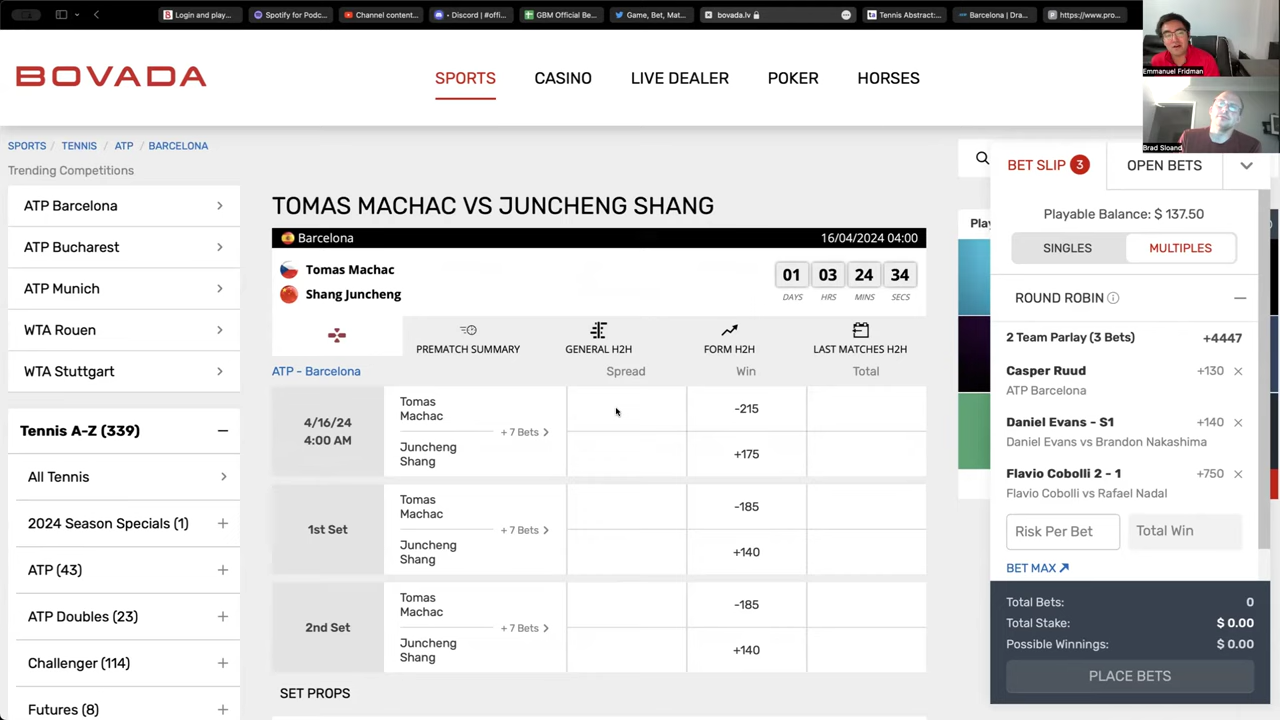 Login and play...
Spotify for Podc...
Channel content...
• Discord | #offi...
GBM Official Be...
Game, Bet, Mat...
bovada.lv
Tennis Abstract:...
Barcelona | Dra...
https://www.pro...
BOVADA
SPORTS
CASINO
LIVE DEALER
POKER
HORSES
Emmanuel Fridman
Brad Sloand
SPORTS
TENNIS
ATP
BARCELONA
Trending Competitions
ATP Barcelona
ATP Bucharest
ATP Munich
WTA Rouen
WTA Stuttgart
Tennis A-Z (339)
All Tennis
2024 Season Specials (1)
ATP (43)
ATP Doubles (23)
Challenger (114)
Futures (8)
TOMAS MACHAC VS JUNCHENG SHANG
Barcelona
16/04/2024 04:00
Tomas Machac
Shang Juncheng
01 03 24 34
DAYS HRS MINS SECS
PREMATCH SUMMARY
GENERAL H2H
FORM H2H
LAST MATCHES H2H
ATP - Barcelona
Spread
Win
Total
4/16/24
4:00 AM
Tomas
Machac
+ 7 Bets
Juncheng
Shang
-215
+175
1st Set
Tomas
Machac
+ 7 Bets
Juncheng
Shang
-185
+140
2nd Set
Tomas
Machac
+ 7 Bets
Juncheng
Shang
-185
+140
SET PROPS
Play
BET SLIP 3
OPEN BETS
Playable Balance: $ 137.50
SINGLES
MULTIPLES
ROUND ROBIN
2 Team Parlay (3 Bets) +4447
Casper Ruud +130
ATP Barcelona
Daniel Evans - S1 +140
Daniel Evans vs Brandon Nakashima
Flavio Cobolli 2 - 1 +750
Flavio Cobolli vs Rafael Nadal
Risk Per Bet
Total Win
BET MAX
Total Bets: 0
Total Stake: $ 0.00
Possible Winnings: $ 0.00
PLACE BETS